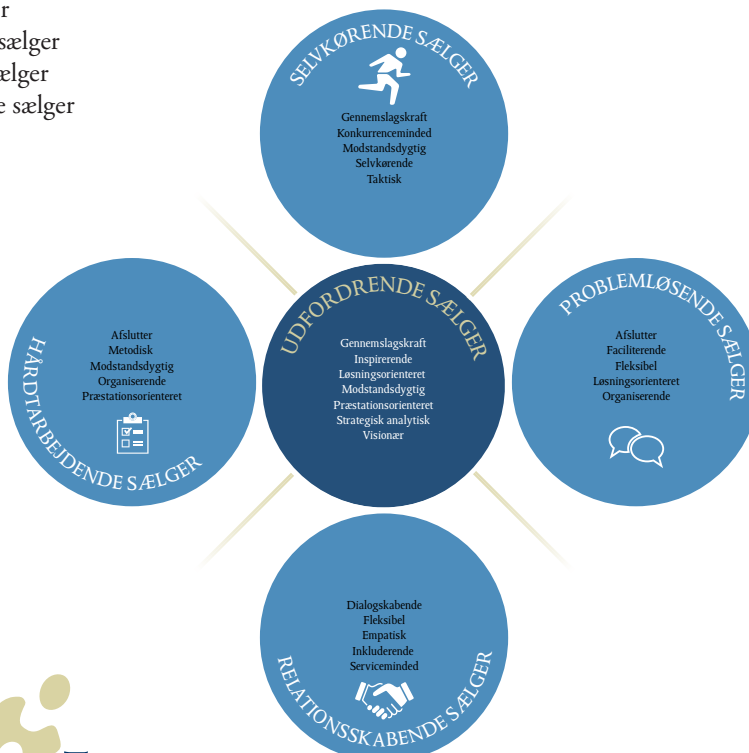 r
sælger
ælger
e sælger
SELVKØRENDE SÆLGER
Gennemslagskraft
Konkurrenceminded
Modstandsdygtig
Selvkørende
Taktisk
HÅRDTARBEJDENDE SÆLGER
Afslutter
Metodisk
Modstandsdygtig
Organiserende
Præstationsorienteret
UDFORDRENDE SÆLGER
Gennemslagskraft
Inspirerende
Løsningsorienteret
Modstandsdygtig
Præstationsorienteret
Strategisk analytisk
Visionær
PROBLEMLØSENDE SÆLGER
Afslutter
Faciliterende
Fleksibel
Løsningsorienteret
Organiserende
Dialogskabende
Fleksibel
Empatisk
Inkluderende
Serviceminded
RELATIONSSKABENDE SÆLGER